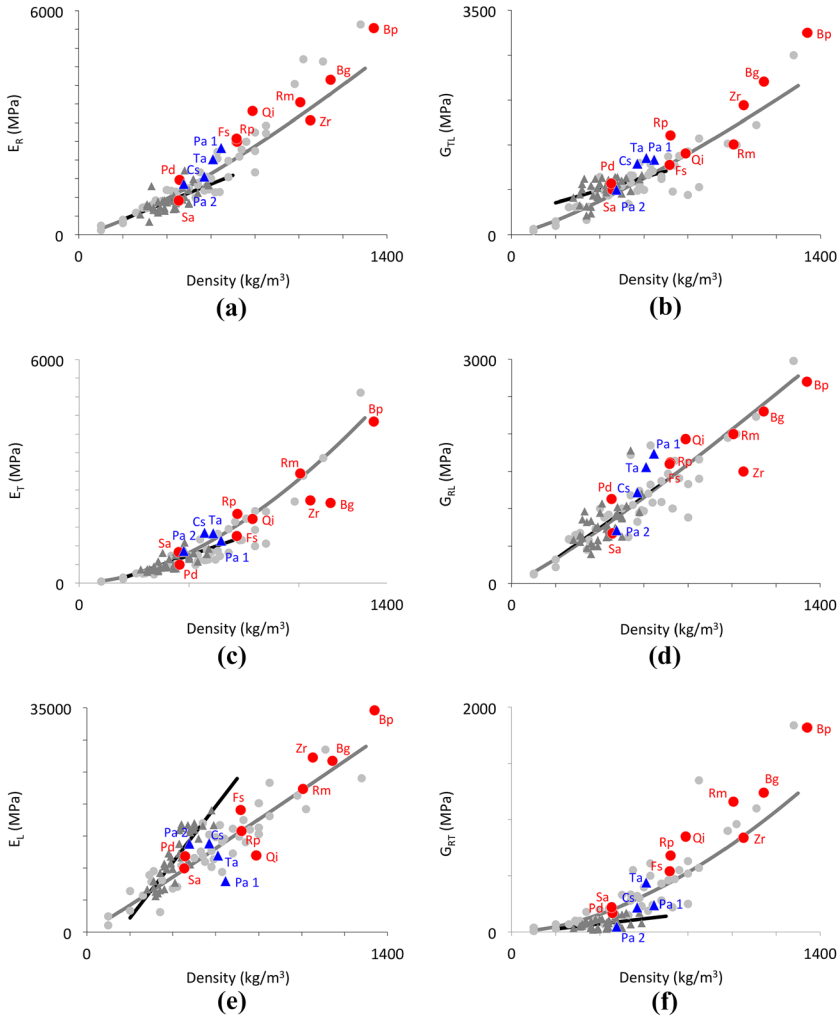 Bp
Bg
Qi
Rm
Fs
Rp
Zr
Pa 1
Ta
Pd
Cs
Pa 2
Sa
E_R (MPa)
0
0
1400
Density (kg/m³)
(a)
3500
Bp
Bg
Zr
Rp
Ta
Pa 1
Qi
Rm
Pd
Cs
Fs
Sa
Pa 2
G_TL (MPa)
0
0
1400
Density (kg/m³)
(b)
6000
Bp
Rm
Rp
Zr
Bg
Cs
Ta
Qi
Pa 2
Sa
Fs
Pa 1
Pd
E_T (MPa)
0
0
1400
Density (kg/m³)
(c)
3000
Bp
Bg
Qi
Rm
Pa 1
Ta
Rp
Zr
Fs
Pd
Cs
Pa 2
Sa
G_RL (MPa)
0
0
1400
Density (kg/m³)
(d)
35000
Bp
Zr
Bg
Rm
Fs
Pa 2
Cs
Rp
Pd
Ta
Qi
Sa
Pa 1
E_L (MPa)
0
0
1400
Density (kg/m³)
(e)
2000
Bp
Bg
Rm
Qi
Zr
Rp
Fs
Ta
Sa
Cs
Pa 1
Pd
Pa 2
G_RT (MPa)
0
0
1400
Density (kg/m³)
(f)